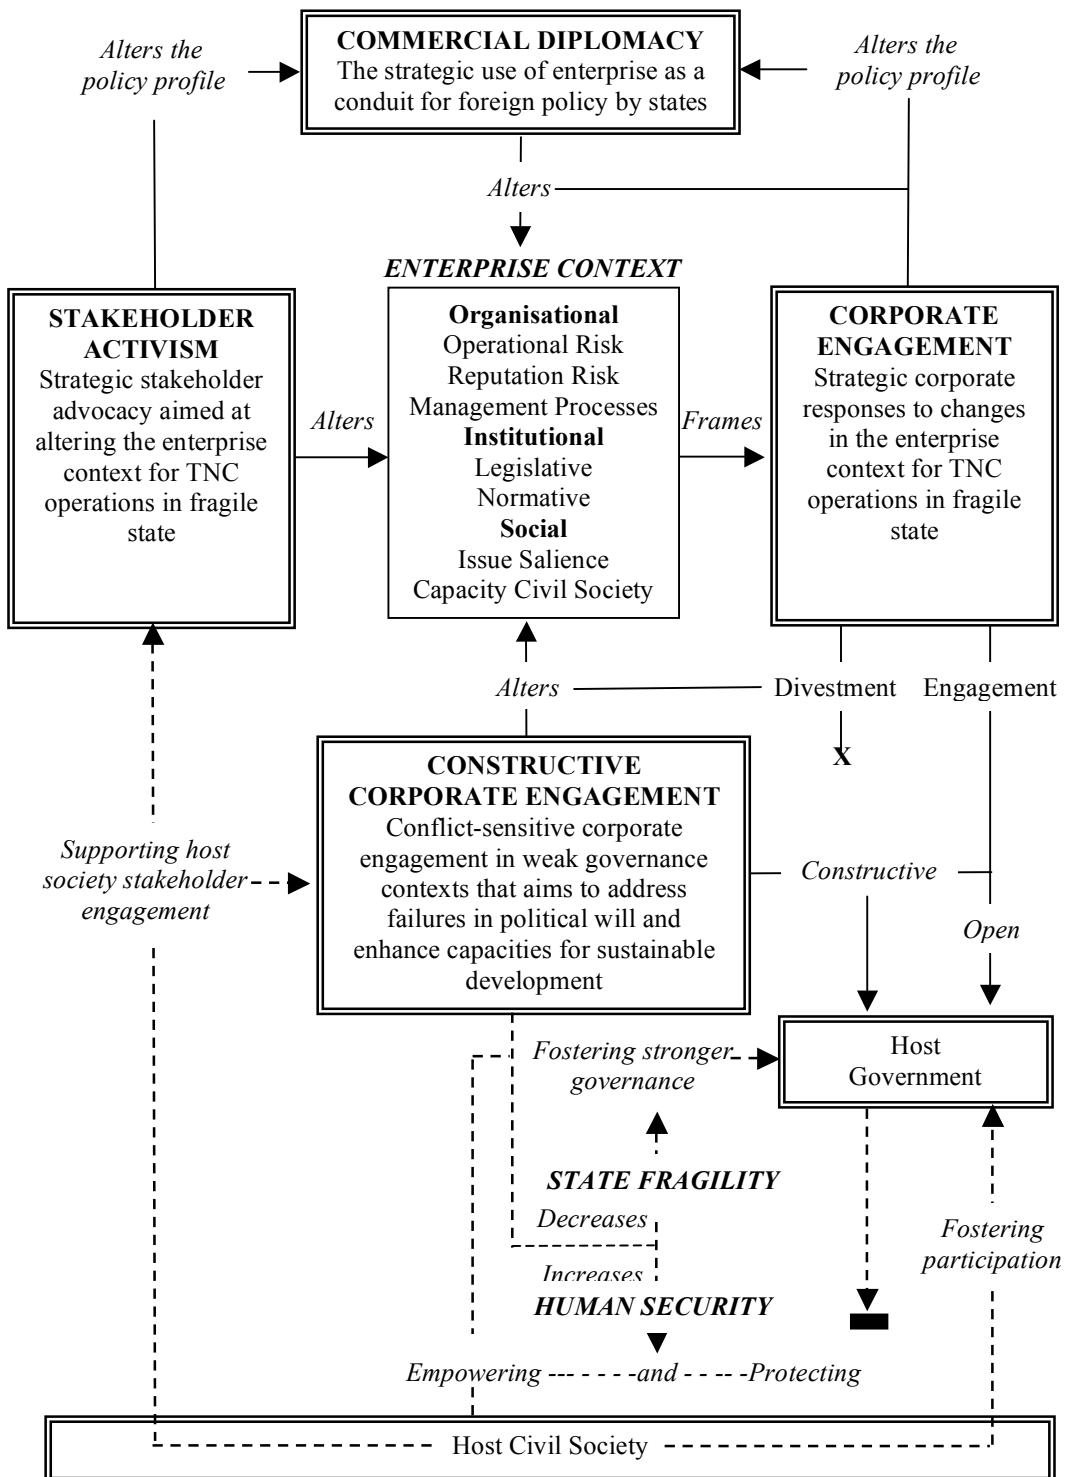 Alters the
policy profile
COMMERCIAL DIPLOMACY
The strategic use of enterprise as a
conduit for foreign policy by states
Alters the
policy profile
Alters
ENTERPRISE CONTEXT
STAKEHOLDER
ACTIVISM
Strategic stakeholder
advocacy aimed at
altering the enterprise
context for TNC
operations in fragile
state
Alters
Organisational
Operational Risk
Reputation Risk
Management Processes
Institutional
Legislative
Normative
Social
Issue Salience
Capacity Civil Society
Frames
CORPORATE
ENGAGEMENT
Strategic corporate
responses to changes
in the enterprise
context for TNC
operations in fragile
state
Alters
Divestment
Engagement
X
CONSTRUCTIVE
CORPORATE ENGAGEMENT
Conflict-sensitive corporate
engagement in weak governance
contexts that aims to address
failures in political will and
enhance capacities for sustainable
development
Supporting host
society stakeholder
engagement
Constructive
Open
Fostering stronger
governance
Host
Government
STATE FRAGILITY
Decreases
Increases
HUMAN SECURITY
Fostering
participation
Empowering --- - - - -and - - -- -Protecting
Host Civil Society